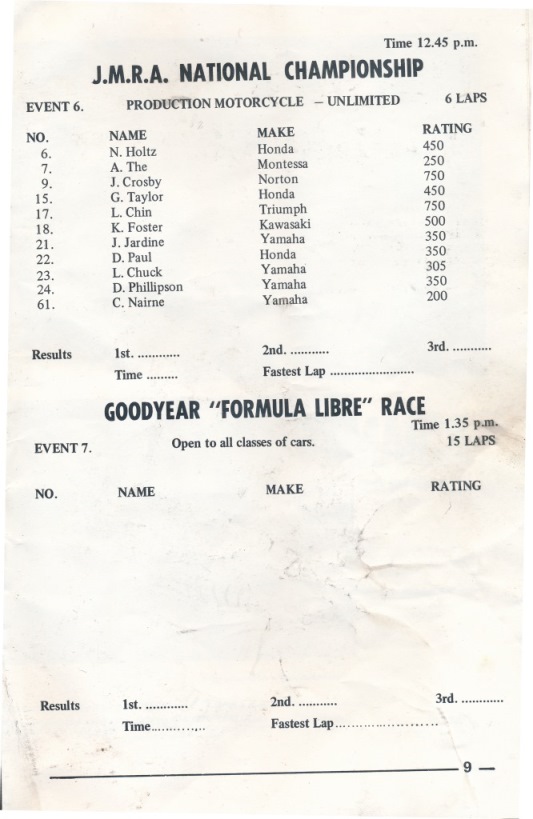 Time 12.45 p.m.
J.M.R.A. NATIONAL CHAMPIONSHIP
EVENT 6. PRODUCTION MOTORCYCLE – UNLIMITED 6 LAPS
NO. NAME MAKE RATING
6. N. Holtz Honda 450
7. A. The Montessa 250
9. J. Crosby Norton 750
15. G. Taylor Honda 450
17. L. Chin Triumph 750
18. K. Foster Kawasaki 500
21. J. Jardine Yamaha 350
22. D. Paul Honda 350
23. L. Chuck Yamaha 305
24. D. Phillipson Yamaha 350
61. C. Nairne Yamaha 200
Results 1st. ............ 2nd. ........... 3rd. ...........
Time ......... Fastest Lap ........................
GOODYEAR "FORMULA LIBRE" RACE
Time 1.35 p.m.
EVENT 7. Open to all classes of cars. 15 LAPS
NO. NAME MAKE RATING
Results 1st. ............ 2nd. ........... 3rd. ............
Time............... Fastest Lap........................
9 —